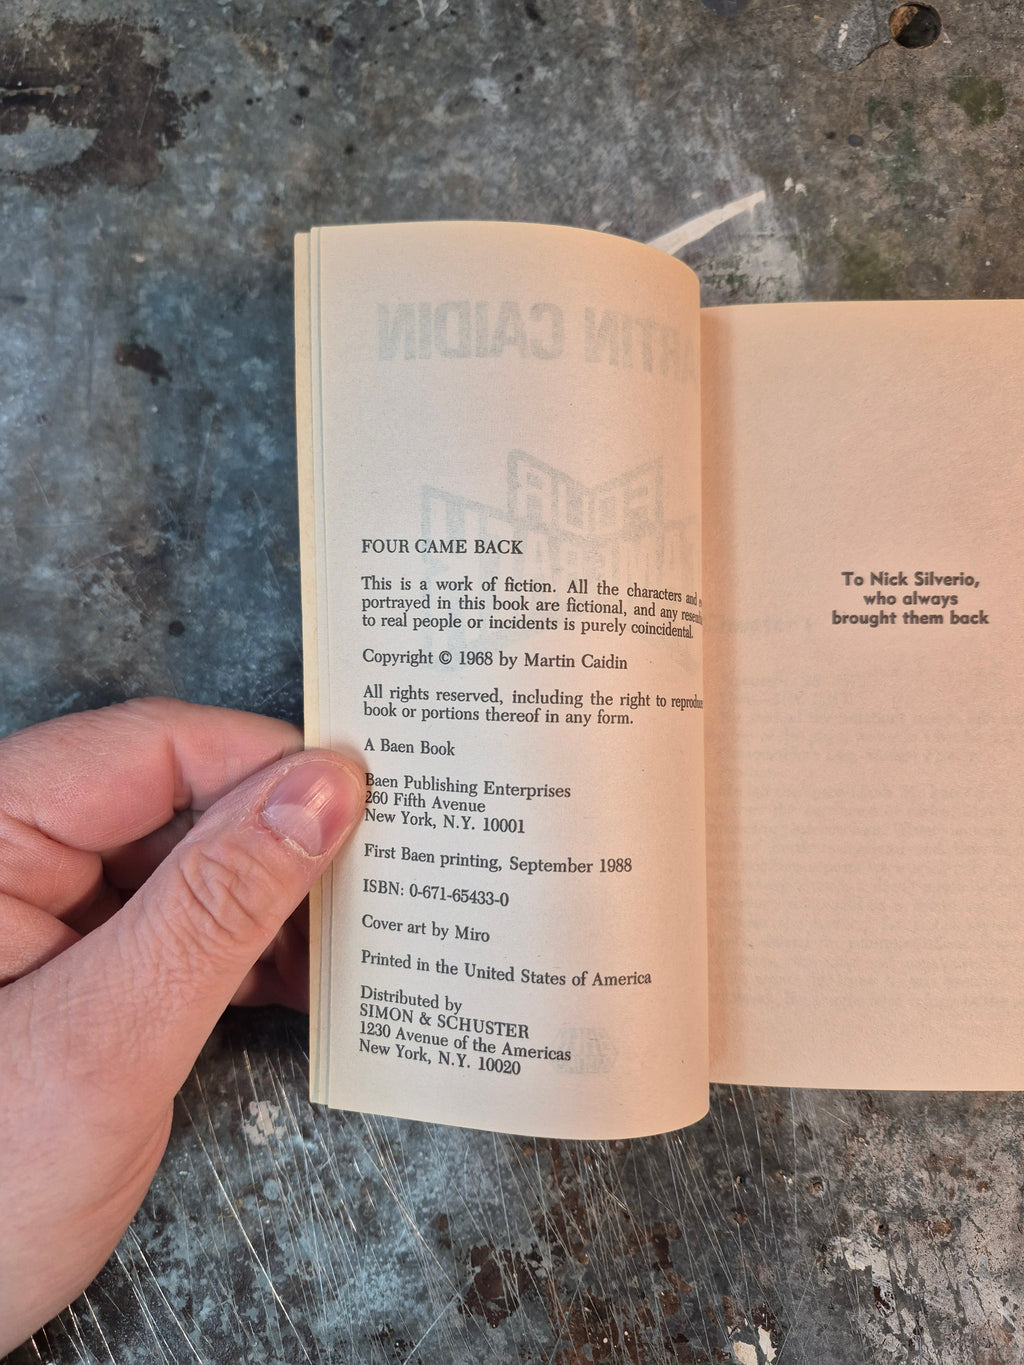 FOUR CAME BACK
This is a work of fiction. All the characters and
portrayed in this book are fictional, and any
to real people or incidents is purely coincidental.
Copyright © 1968 by Martin Caidin
All rights reserved, including the right to
book or portions thereof in any form.
A Baen Book
Baen Publishing Enterprises
260 Fifth Avenue
New York, N.Y. 10001
First Baen printing, September 1988
ISBN: 0-671-65433-0
Cover art by Miro
Printed in the United States of America
Distributed by
SIMON & SCHUSTER
1230 Avenue of the Americas
New York, N.Y. 10020
To Nick Silverio,
who always
brought them back